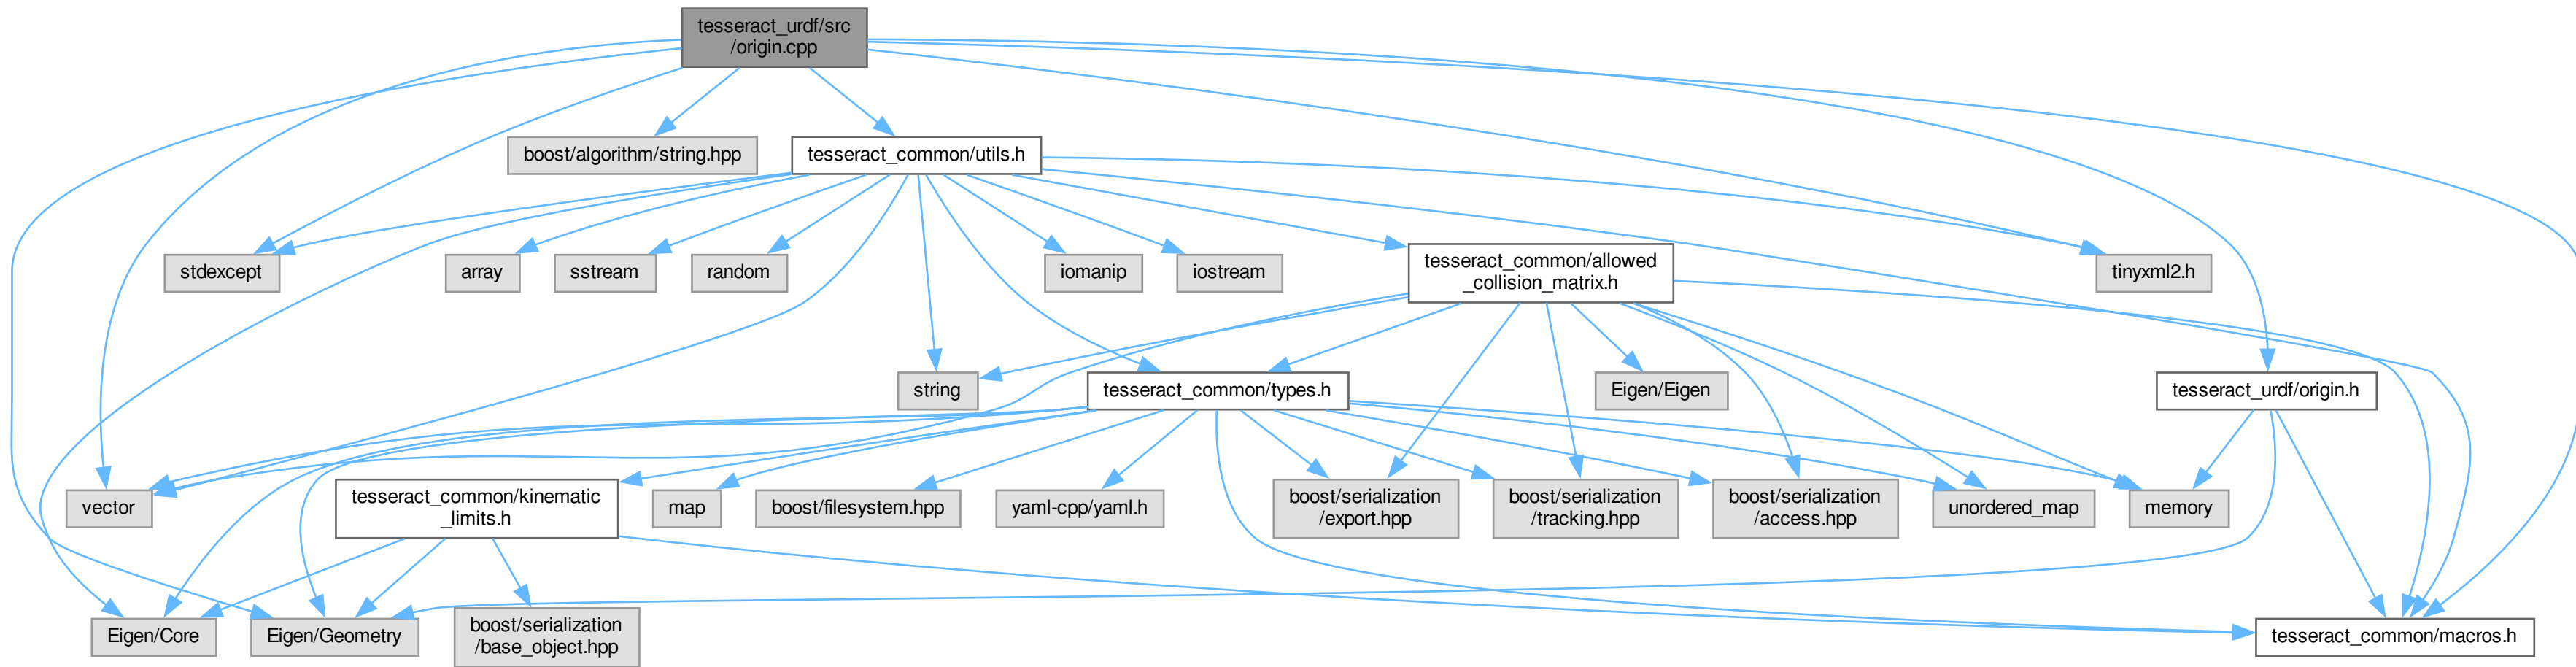 tesseract_urdf/src
/origin.cpp
boost/algorithm/string.hpp
tesseract_common/utils.h
stdexcept
array
sstream
random
iomanip
iostream
tesseract_common/allowed
_collision_matrix.h
tinyxml2.h
string
tesseract_common/types.h
Eigen/Eigen
tesseract_urdf/origin.h
vector
tesseract_common/kinematic
_limits.h
map
boost/filesystem.hpp
yaml-cpp/yaml.h
boost/serialization
/export.hpp
boost/serialization
/tracking.hpp
boost/serialization
/access.hpp
unordered_map
memory
Eigen/Core
Eigen/Geometry
boost/serialization
/base_object.hpp
tesseract_common/macros.h